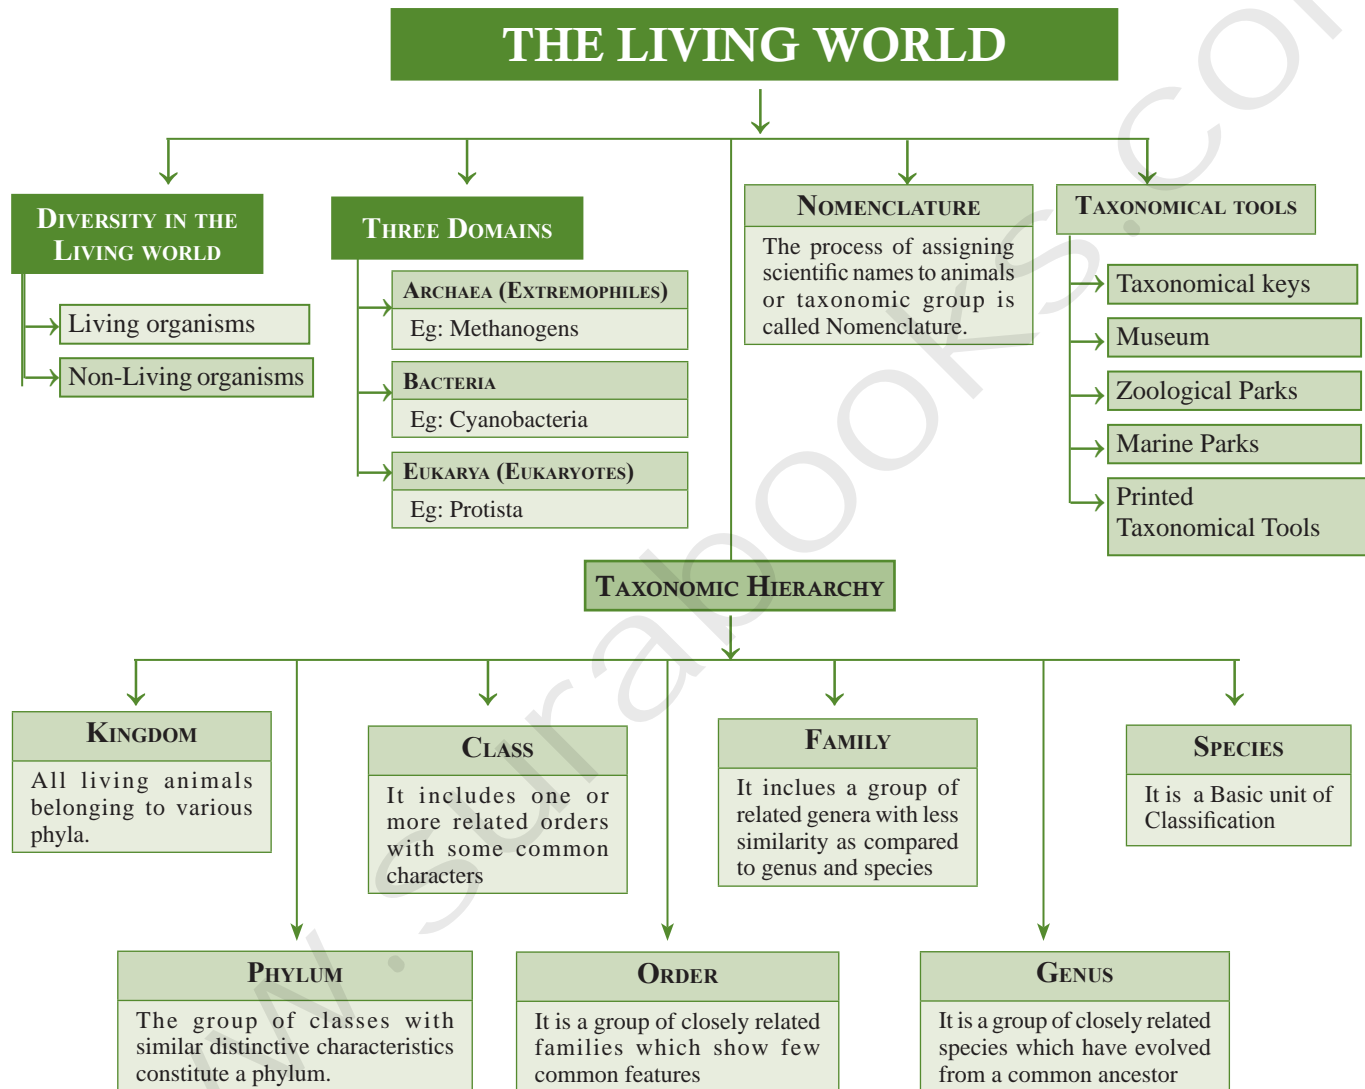 THE LIVING WORLD
DIVERSITY IN THE
LIVING WORLD
Living organisms
Non-Living organisms
THREE DOMAINS
ARCHAEA (EXTREMOPHILES)
Eg: Methanogens
BACTERIA
Eg: Cyanobacteria
EUKARYA (EUKARYOTES)
Eg: Protista
NOMENCLATURE
The process of assigning
scientific names to animals
or taxonomic group is
called Nomenclature.
TAXONOMICAL TOOLS
Taxonomical keys
Museum
Zoological Parks
Marine Parks
Printed
Taxonomical Tools
TAXONOMIC HIERARCHY
KINGDOM
All living animals
belonging to various
phyla.
PHYLUM
The group of classes with
similar distinctive characteristics
constitute a phylum.
CLASS
It includes one or
more related orders
with some common
characters
ORDER
It is a group of closely related
families which show few
common features
FAMILY
It inclues a group of
related genera with less
similarity as compared
to genus and species
GENUS
It is a group of closely related
species which have evolved
from a common ancestor
SPECIES
It is a Basic unit of
Classification
w.surabooks.com